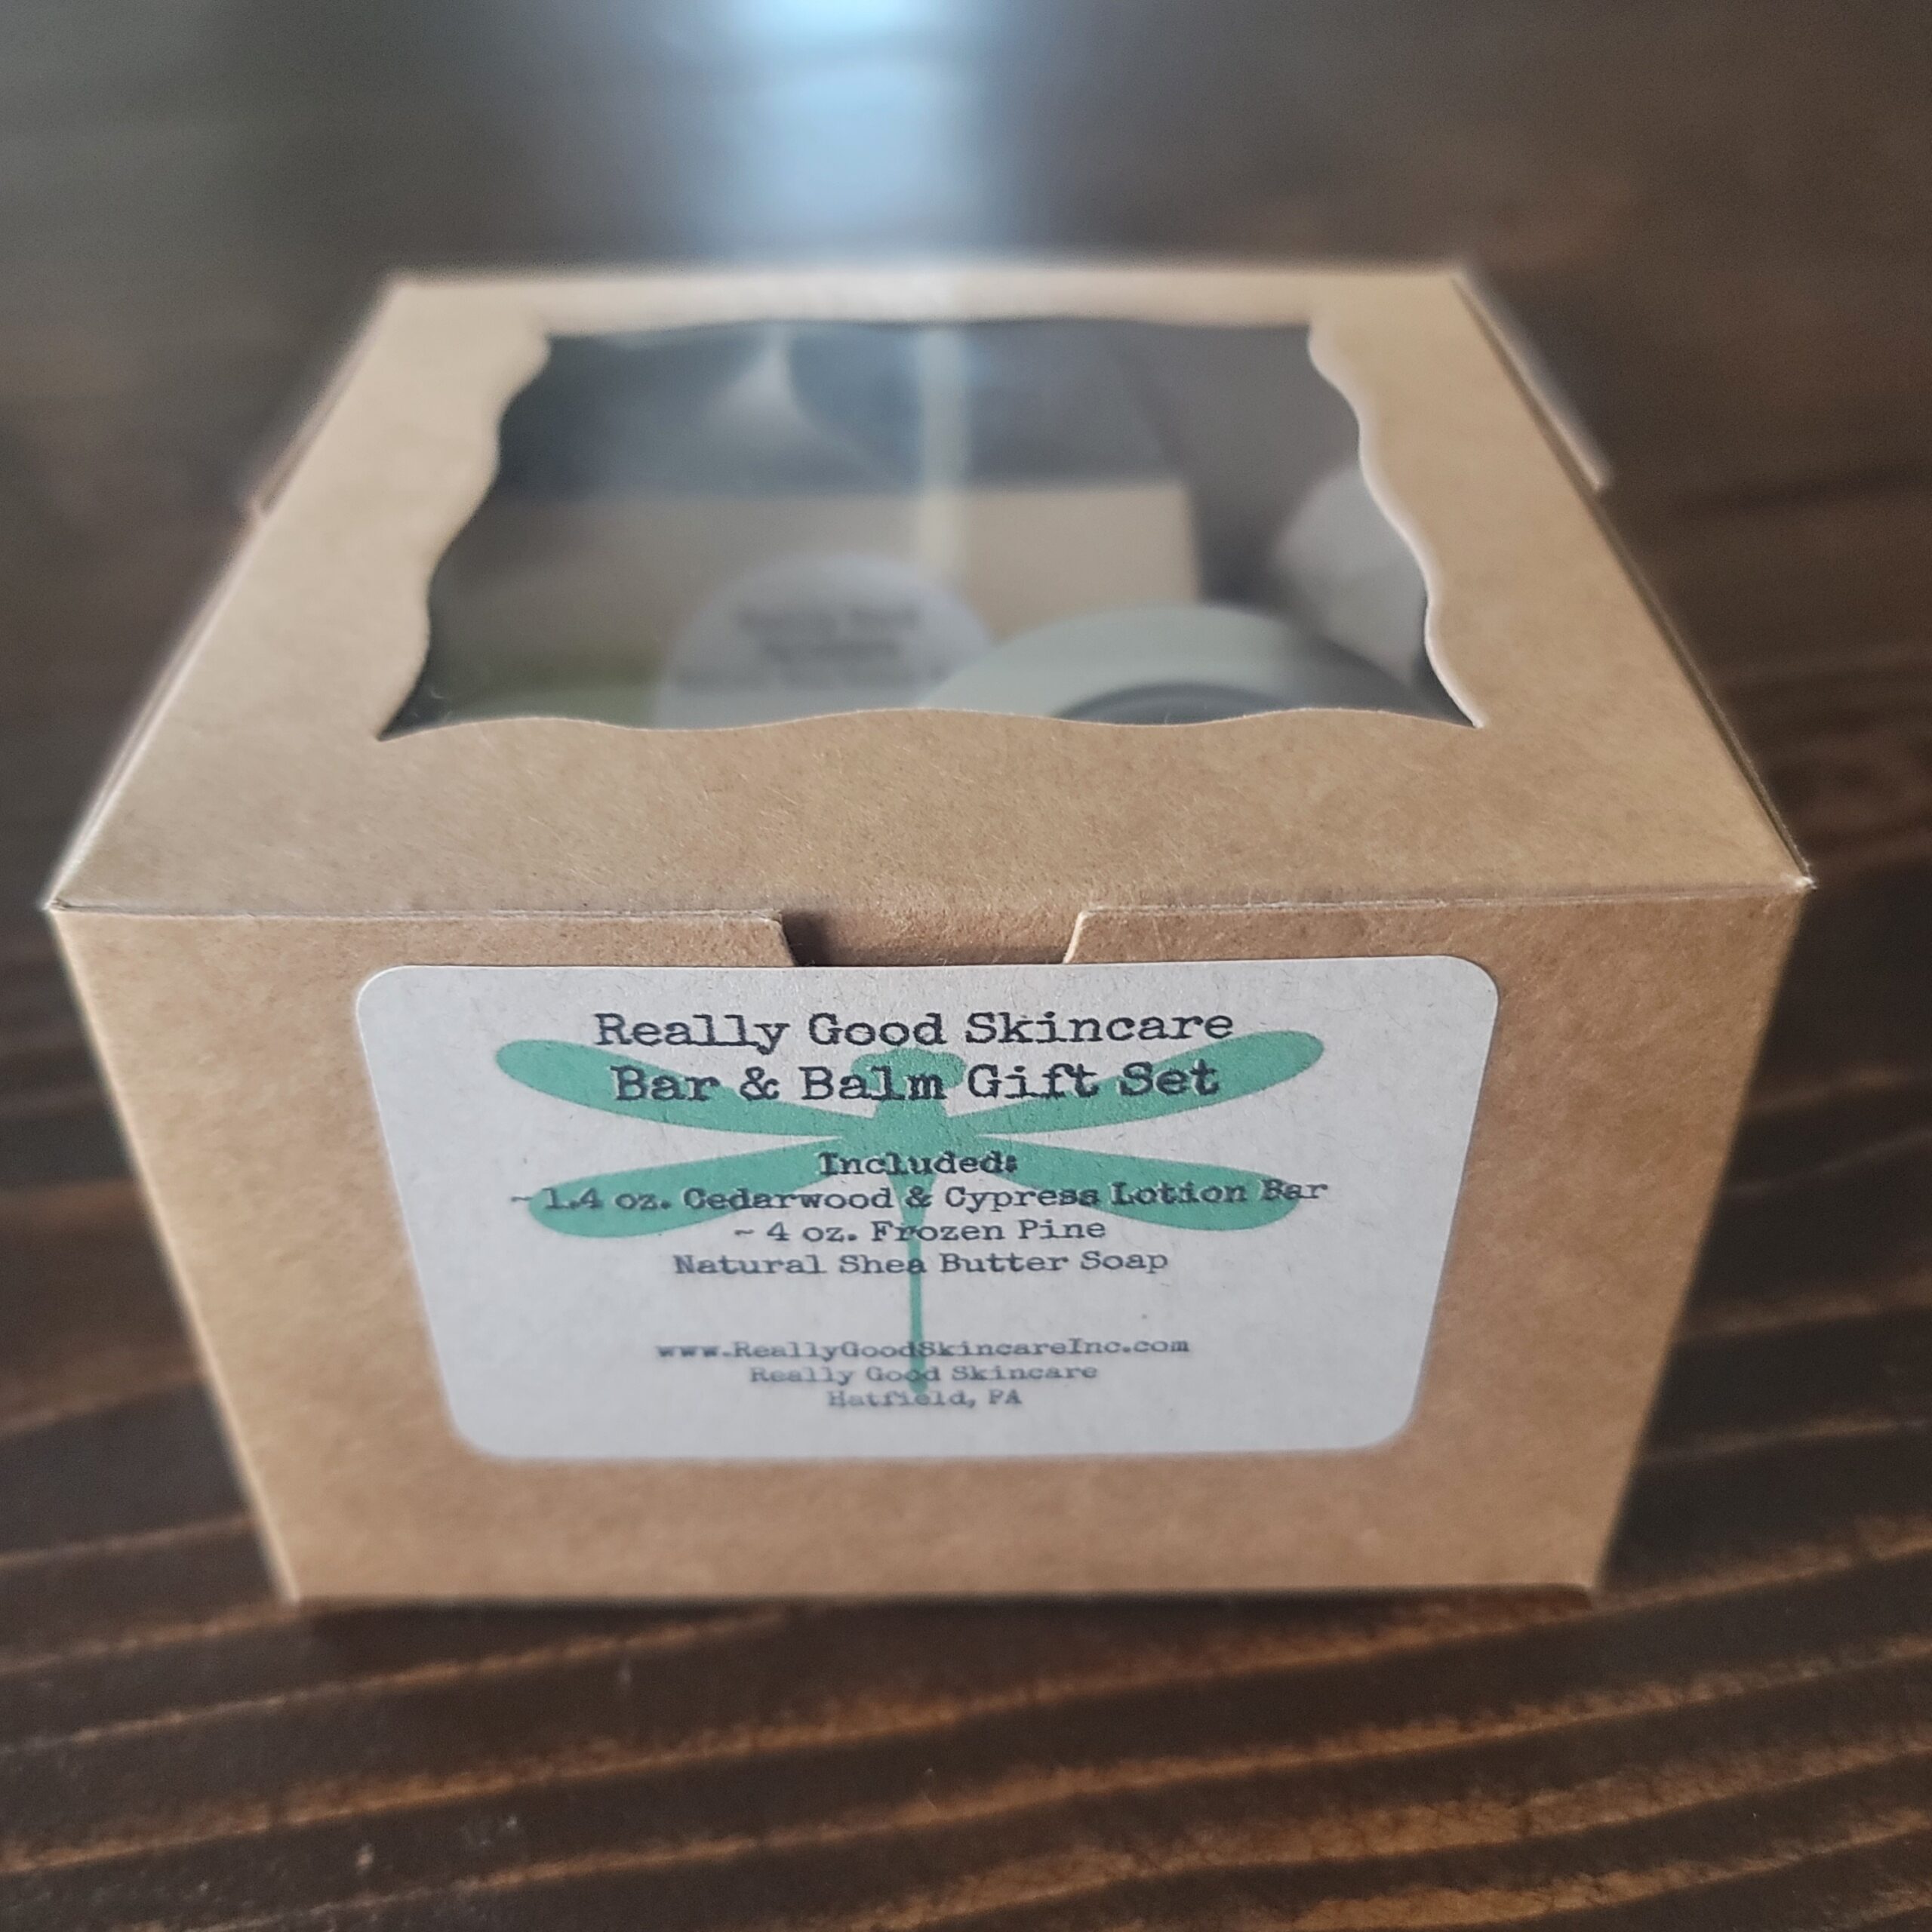 Really Good Skincare
Bar & Balm Gift Set
Included:
~ 1.4 oz. Cedarwood & Cypress Lotion Bar
~ 4 oz. Frozen Pine
Natural Shea Butter Soap
www.ReallyGoodSkincareInc.com
Really Good Skincare
Hatfield, PA